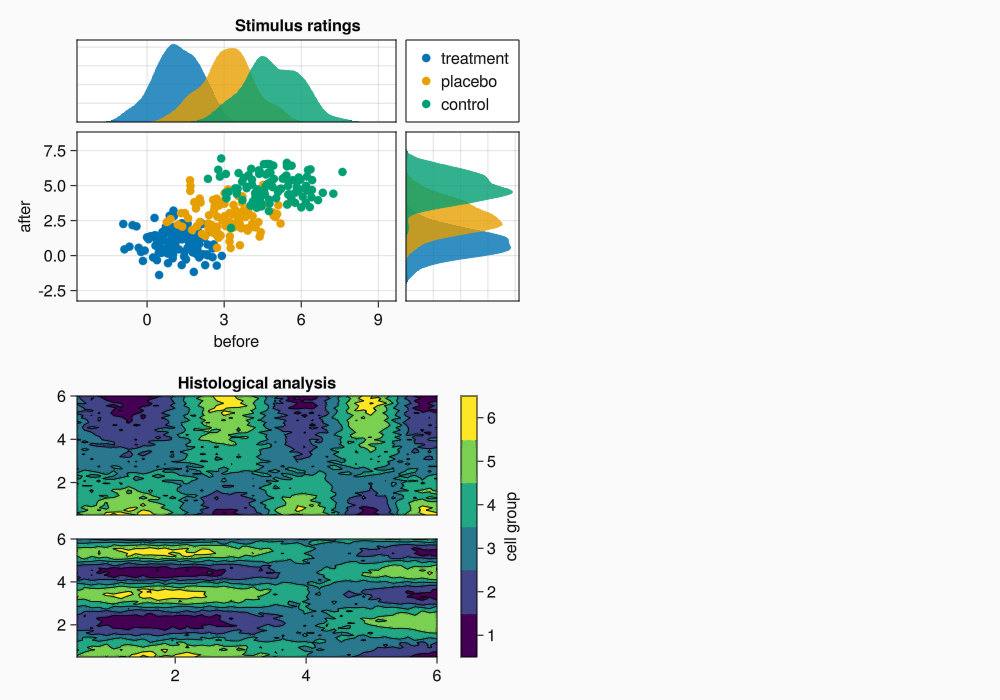 Stimulus ratings
treatment
placebo
control
7.5
5.0
2.5
0.0
-2.5
after
0 3 6 9
before
Histological analysis
6
4
2
6
4
2
2 4 6
6
5
4
3
2
1
cell group